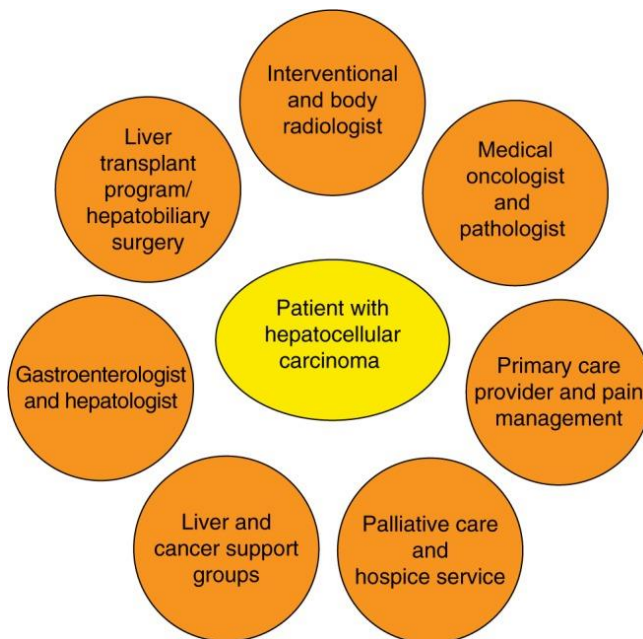 Interventional
and body
radiologist
Medical
oncologist
and
pathologist
Primary care
provider and pain
management
Palliative care
and
hospice service
Liver and
cancer support
groups
Gastroenterologist
and hepatologist
Liver
transplant
program/
hepatobiliary
surgery
Patient with
hepatocellular
carcinoma